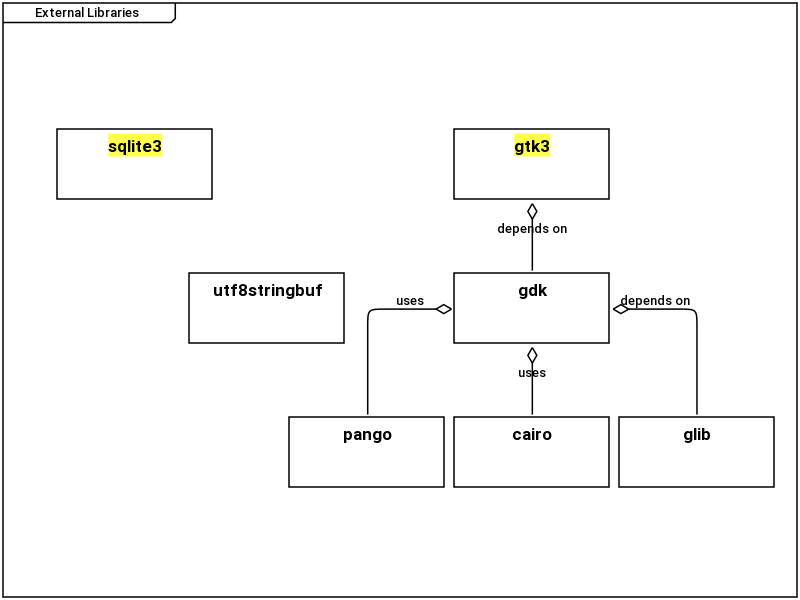 External Libraries
sqlite3
gtk3
depends on
utf8stringbuf
gdk
uses
depends on
uses
pango
cairo
glib